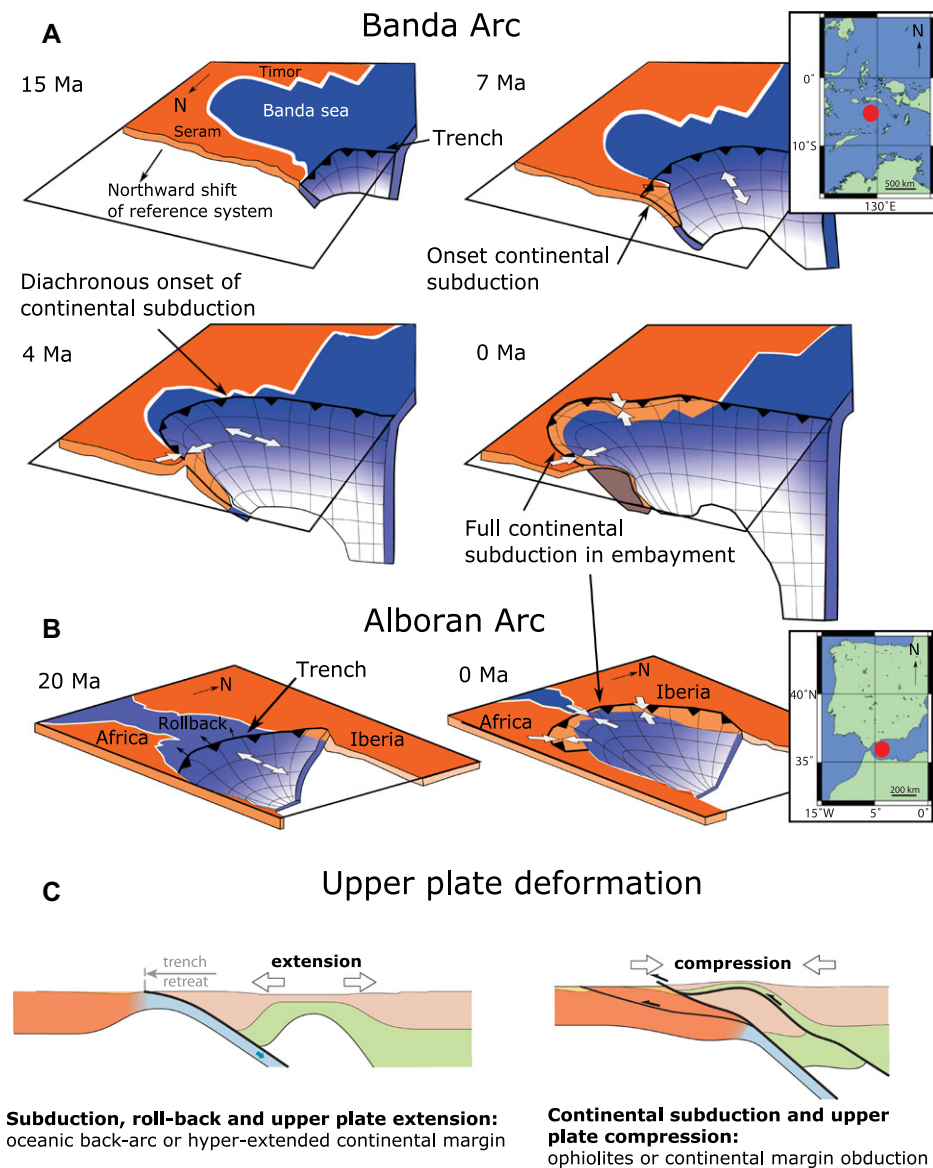 A
Banda Arc
15 Ma
Timor
N
Banda sea
Seram
Trench
Northward shift
of reference system
7 Ma
Onset continental
subduction
N
0°
10°S
500 km
130°E
Diachronous onset of
continental subduction
4 Ma
0 Ma
Full continental
subduction in embayment
B
Alboran Arc
20 Ma
N
Trench
Rollback
Africa
Iberia
0 Ma
N
Iberia
Africa
N
40°N
35°
200 km
15°W
5°
0°
C
Upper plate deformation
trench
retreat
extension
compression
Subduction, roll-back and upper plate extension:
oceanic back-arc or hyper-extended continental margin
Continental subduction and upper
plate compression:
ophiolites or continental margin obduction